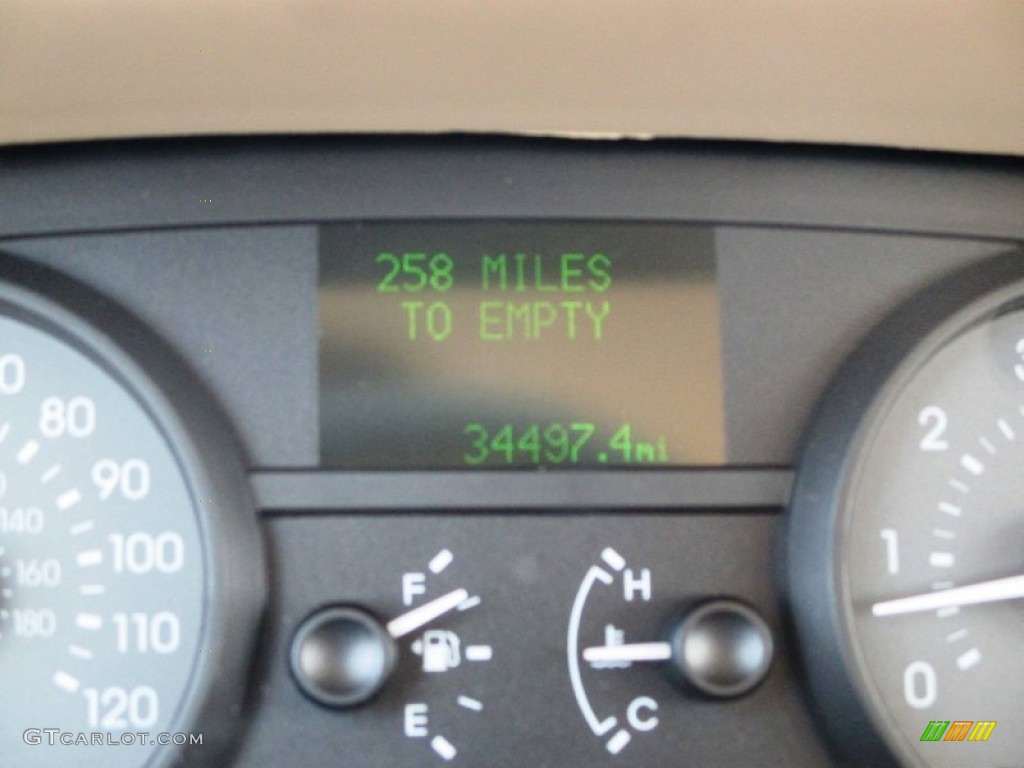 258 MILES
TO EMPTY
34497.4mi
80
90
100
110
120
140
160
180
F
E
H
C
2
1
0
GTCARLOT.COM